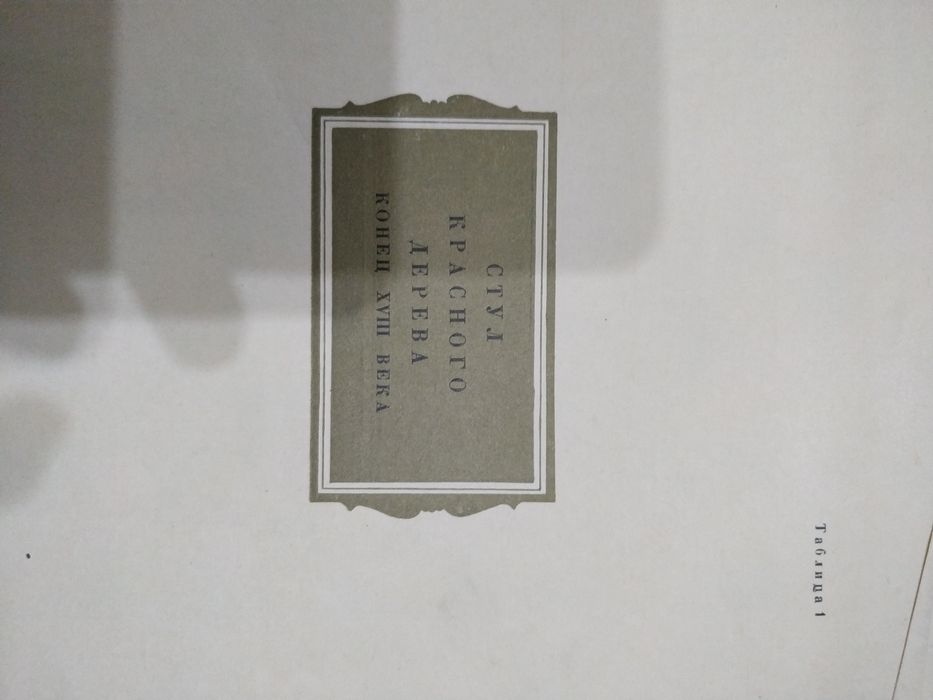 Таблица 1
СТУЛ
КРАСНОГО
ДЕРЕВА
КОНЕЦ XVIII ВЕКА